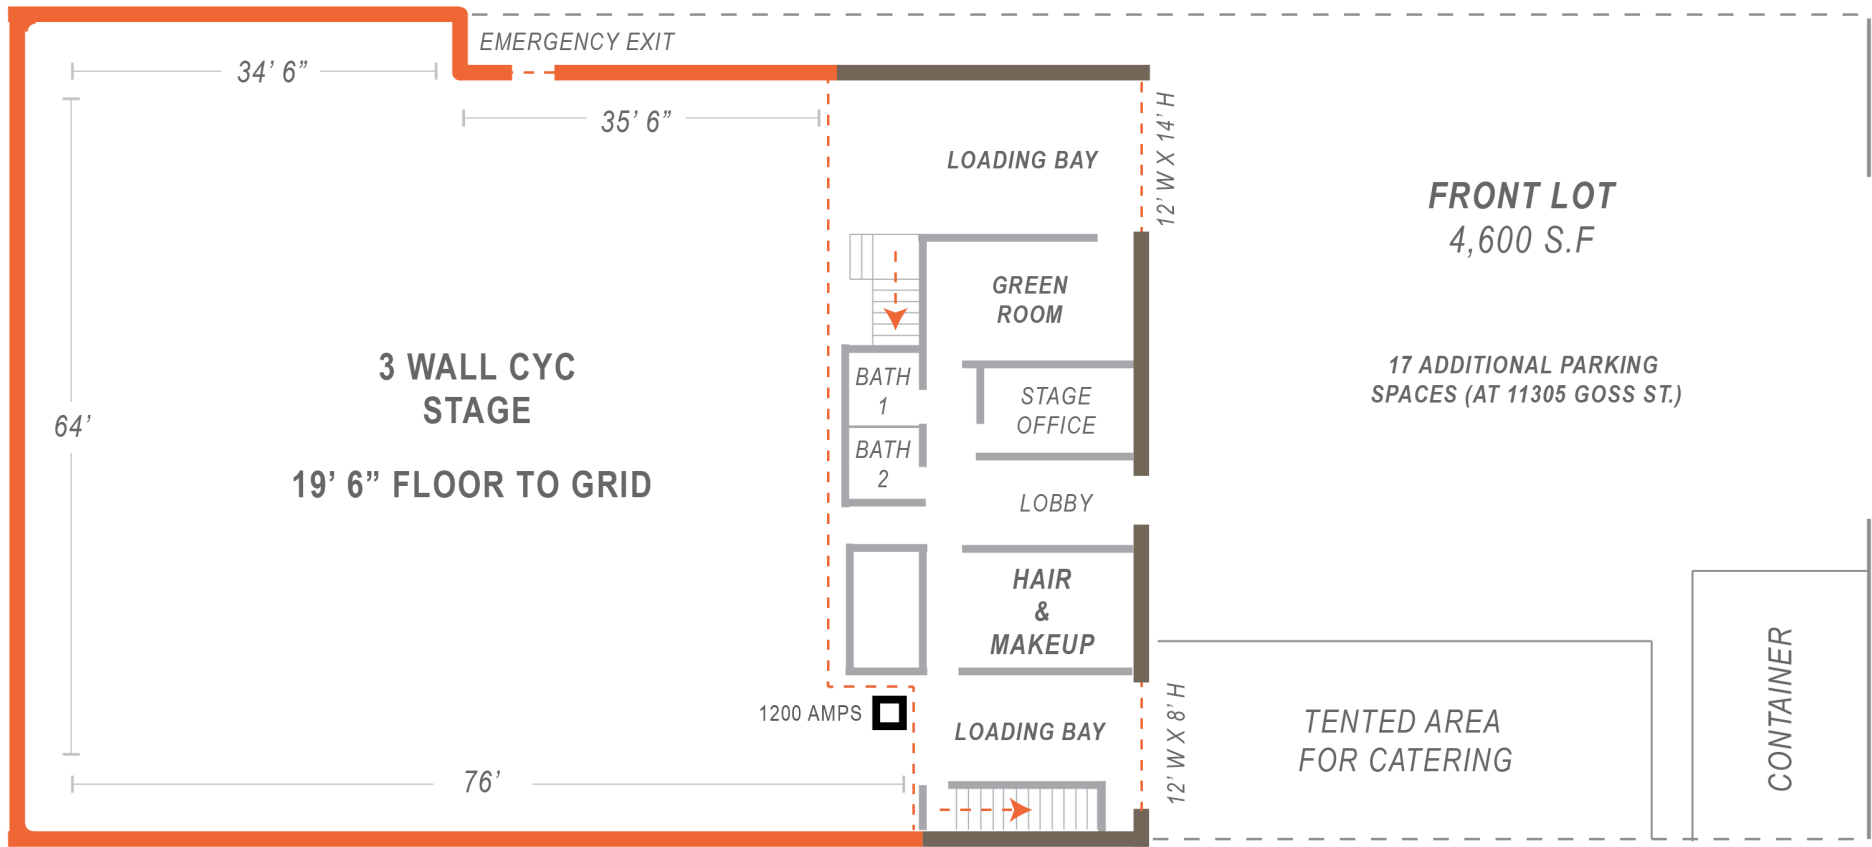 EMERGENCY EXIT
34’ 6”
35’ 6”
LOADING BAY
12’ W X 14’ H
FRONT LOT
4,600 S.F
GREEN
ROOM
3 WALL CYC
STAGE
19’ 6” FLOOR TO GRID
64’
BATH
1
BATH
2
STAGE
OFFICE
17 ADDITIONAL PARKING
SPACES (AT 11305 GOSS ST.)
LOBBY
HAIR
&
MAKEUP
1200 AMPS
LOADING BAY
12’ W X 8’ H
TENTED AREA
FOR CATERING
CONTAINER
76’